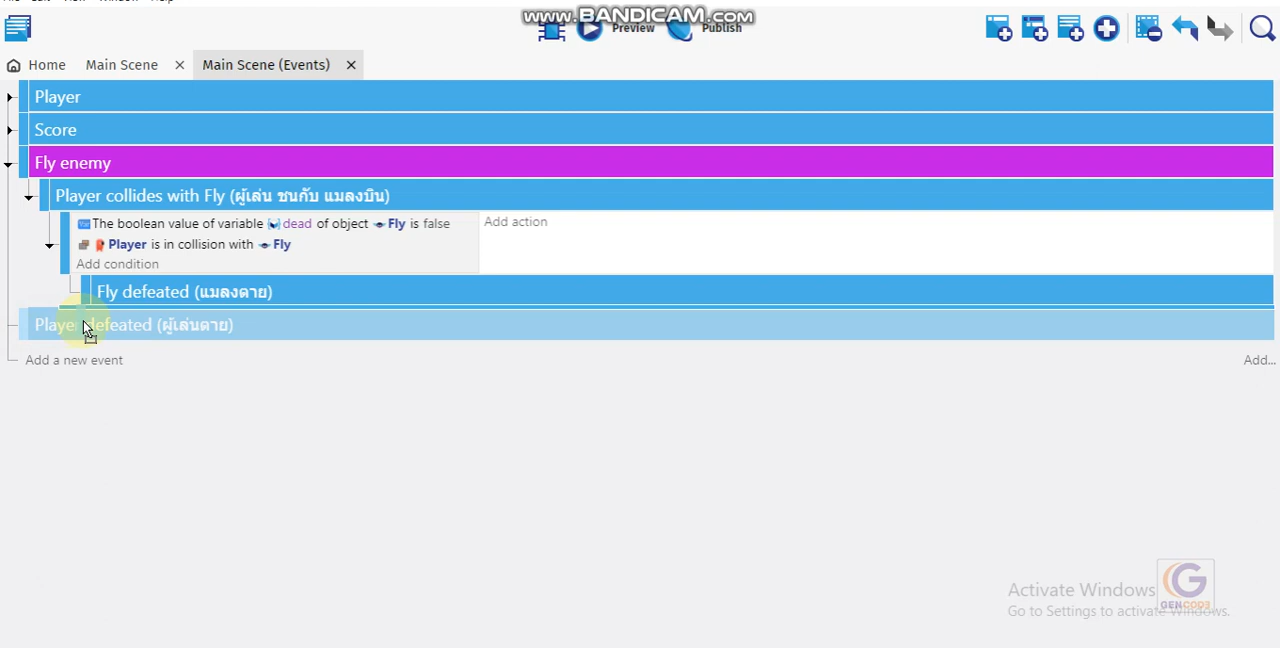 www.BANDICAM.com
Preview
Publish
Home
Main Scene
Main Scene (Events)
Player
Score
Fly enemy
Player collides with Fly (ผู้เล่น ชนกับ แมลงบิน)
The boolean value of variable dead of object Fly is false
Add action
Player is in collision with Fly
Add condition
Fly defeated (แมลงตาย)
Player defeated (ผู้เล่นตาย)
Add a new event
Add...
Activate Windows
Go to Settings to activate Windows.
GENCODE